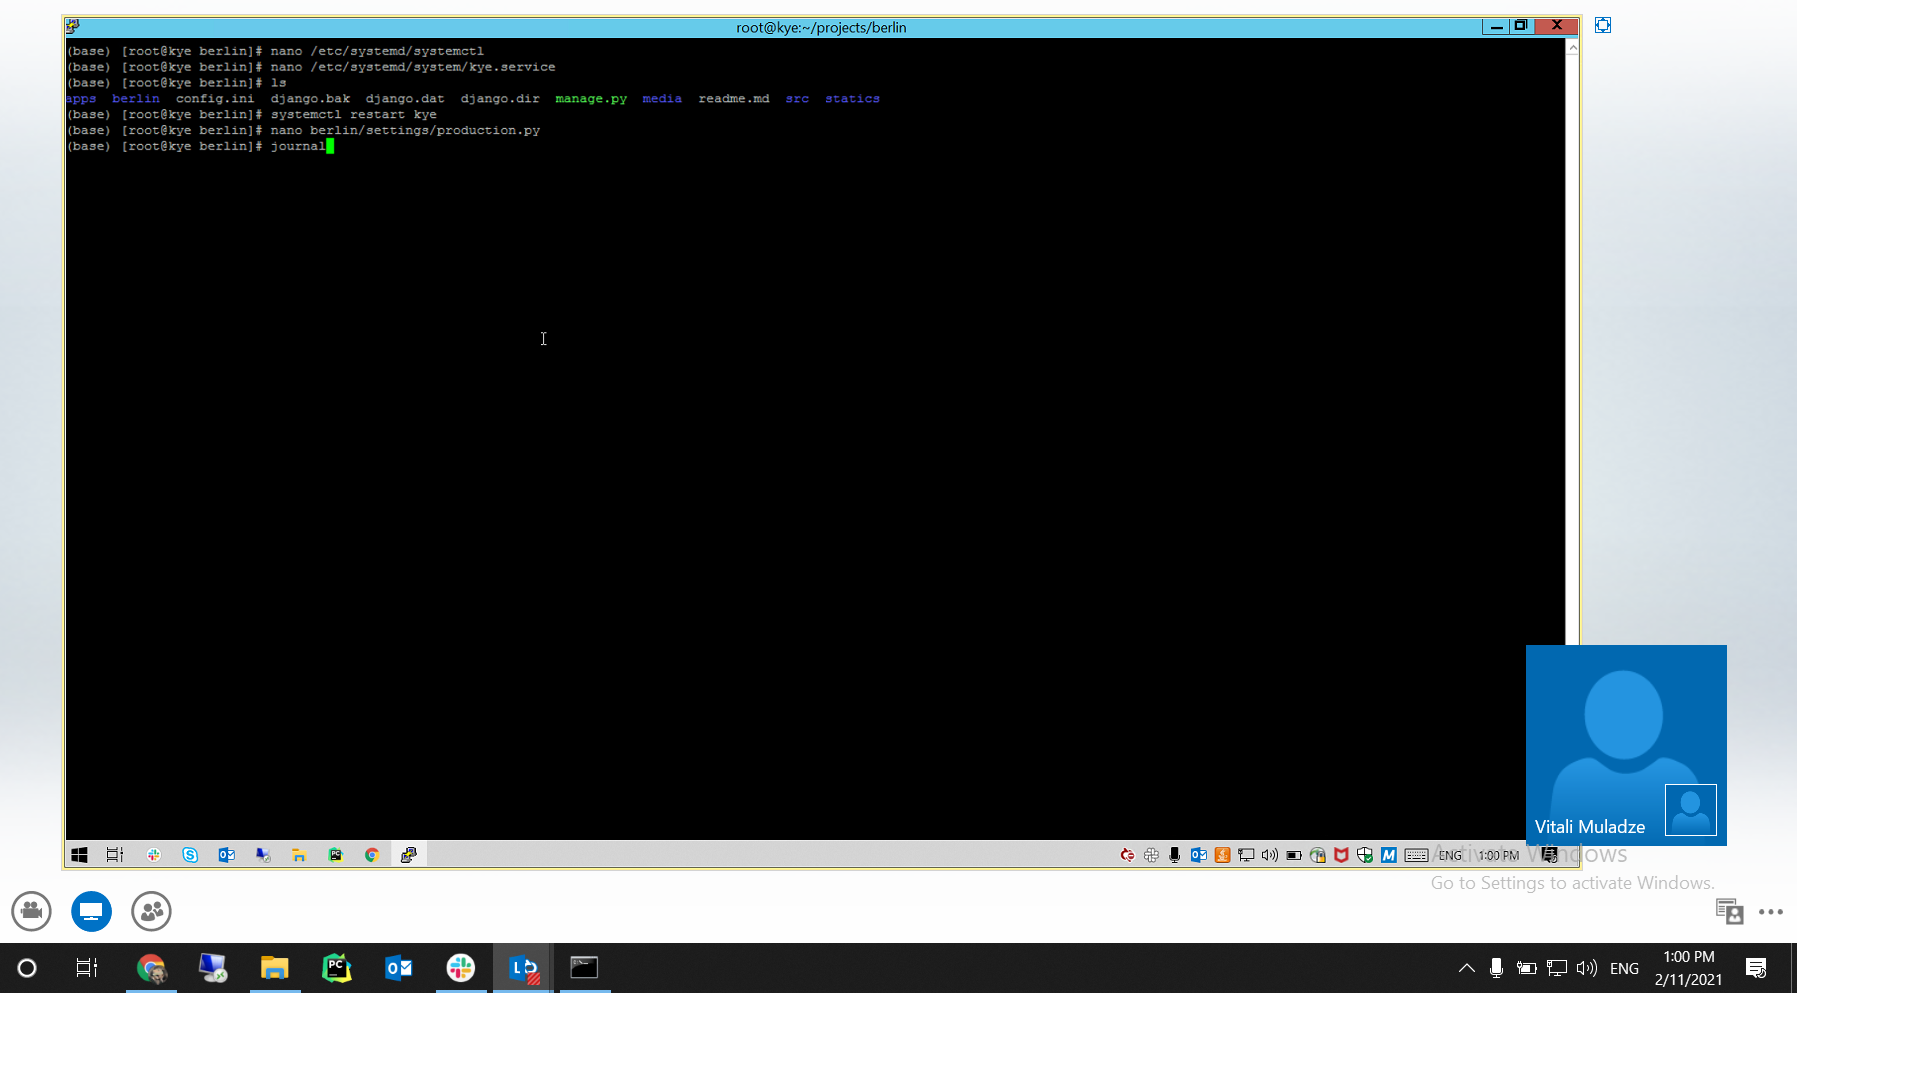 root@kye:~/projects/berlin
(base) [root@kye berlin]# nano /etc/systemd/systemctl
(base) [root@kye berlin]# nano /etc/systemd/system/kye.service
(base) [root@kye berlin]# ls
apps berlin config.ini django.bak django.dat django.dir manage.py media readme.md src statics
(base) [root@kye berlin]# systemctl restart kye
(base) [root@kye berlin]# nano berlin/settings/production.py
(base) [root@kye berlin]# journal
Vitali Muladze
ENG 1:00 PM
Activate Windows
Go to Settings to activate Windows.
ENG
1:00 PM
2/11/2021